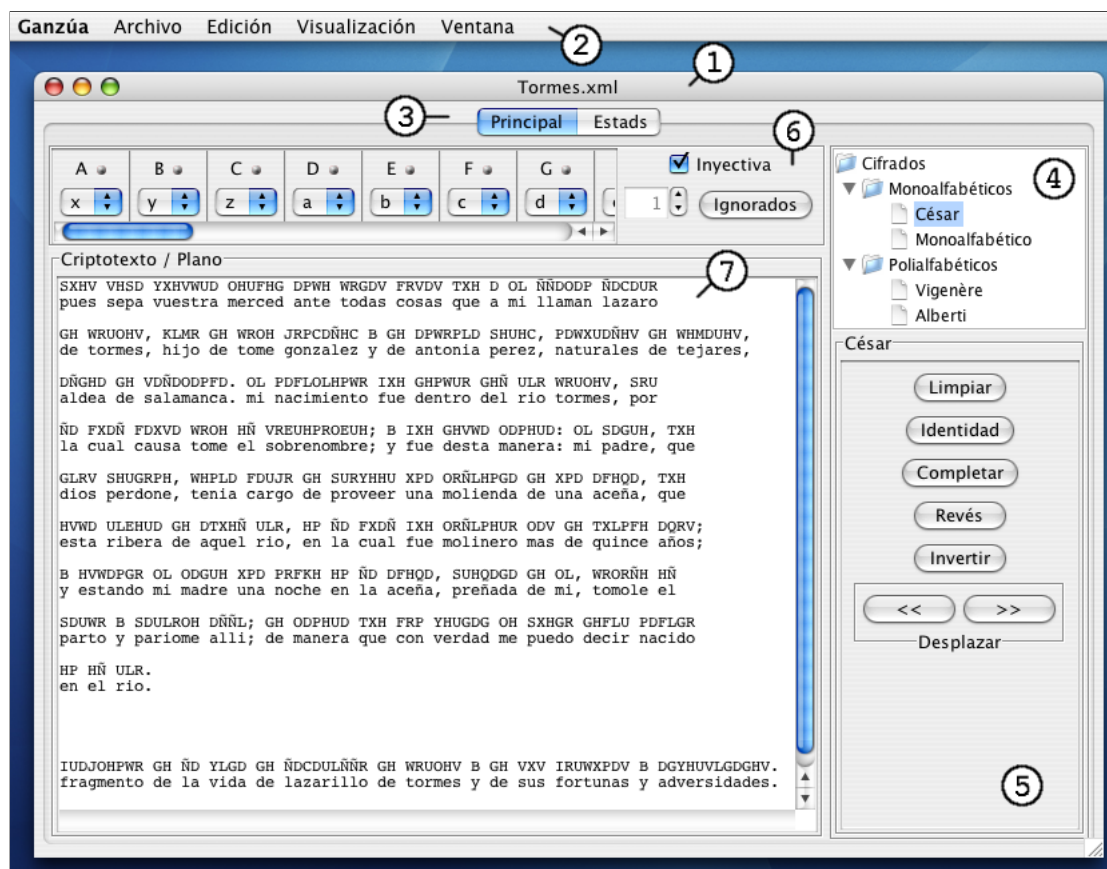 Ganzúa Archivo Edición Visualización Ventana
2
1
Tormes.xml
3
Principal Estads
6
A B C D E F G
x y z a b c d
Inyectiva
1 Ignorados
Cifrados
4
Monoalfabéticos
César
Monoalfabético
Polialfabéticos
Vigenère
Alberti
Criptotexto / Plano
7
SXHV VHSD YXHVWUD OHUFHG DPWH WRGDV FRVDV TXH D OL ÑÑDODP ÑDCDUR
pues sepa vuestra merced ante todas cosas que a mi llaman lazaro
GH WRUOHV, KLMR GH WROH JRPCDÑHC B GH DPWRPLD SHUHC, PDWXUDÑHV GH WHMDUHV,
de tormes, hijo de tome gonzalez y de antonia perez, naturales de tejares,
DÑGHD GH VDÑDODPFD. OL PDFLOLHPWR IXH GHPWUR GHÑ ULR WRUOHV, SRU
aldea de salamanca. mi nacimiento fue dentro del rio tormes, por
ÑD FXDÑ FDXVD WROH HÑ VREUHPROEUH; B IXH GHVWD ODPHUD: OL SDGUH, TXH
la cual causa tome el sobrenombre; y fue desta manera: mi padre, que
GLRV SHUGRPH, WHPLD FDUJR GH SURYHHU XPD ORÑLHPGD GH XPD DFHQD, TXH
dios perdone, tenia cargo de proveer una molienda de una aceña, que
HVWD ULEHUD GH DTXHÑ ULR, HP ÑD FXDÑ IXH ORÑLPHUR ODV GH TXLPFH DQRV;
esta ribera de aquel rio, en la cual fue molinero mas de quince años;
B HVWDPGR OL ODGUH XPD PRFKH HP ÑD DFHQD, SUHQDGD GH OL, WRORÑH HÑ
y estando mi madre una noche en la aceña, preñada de mi, tomole el
SDUWR B SDULROH DÑÑL; GH ODPHUD TXH FRP YHUGDG OH SXHGR GHFLU PDFLGR
parto y pariome alli; de manera que con verdad me puedo decir nacido
HP HÑ ULR.
en el rio.
IUDJOHPWR GH ÑD YLGD GH ÑDCDULÑÑR GH WRUOHV B GH VXV IRUWXPDV B DGYHUVLGDGHV.
fragmento de la vida de lazarillo de tormes y de sus fortunas y adversidades.
César
Limpiar
Identidad
Completar
Revés
Invertir
<< >>
Desplazar
5